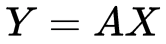 Y = AX